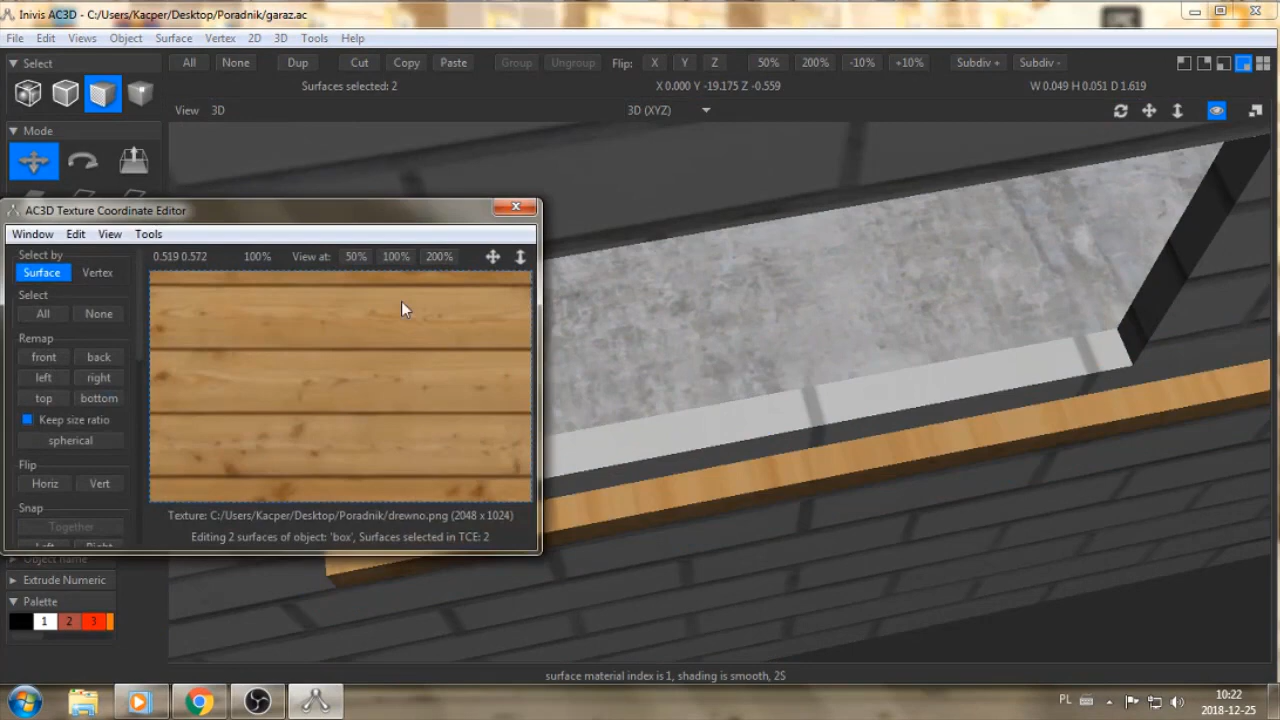 Inivis AC3D - C:/Users/Kacper/Desktop/Poradnik/garaz.ac
File Edit Views Object Surface Vertex 2D 3D Tools Help
Select All None Dup Cut Copy Paste Group Ungroup Flip: X Y Z 50% 200% -10% +10% Subdiv + Subdiv -
Surfaces selected: 2 X 0.000 Y -19.175 Z -0.559 W 0.049 H 0.051 D 1.619
View 3D 3D (XYZ)
Mode
AC3D Texture Coordinate Editor
Window Edit View Tools
Select by 0.519 0.572 100% View at: 50% 100% 200%
Surface Vertex
Select
All None
Remap
front back
left right
top bottom
Keep size ratio
spherical
Flip
Horiz Vert
Snap
Together
Left Right
Texture: C:/Users/Kacper/Desktop/Poradnik/drewno.png (2048 x 1024)
Editing 2 surfaces of object: 'box', Surfaces selected in TCE: 2
Object name
Extrude Numeric
Palette
1 2 3
surface material index is 1, shading is smooth, 2S
PL 10:22
2018-12-25